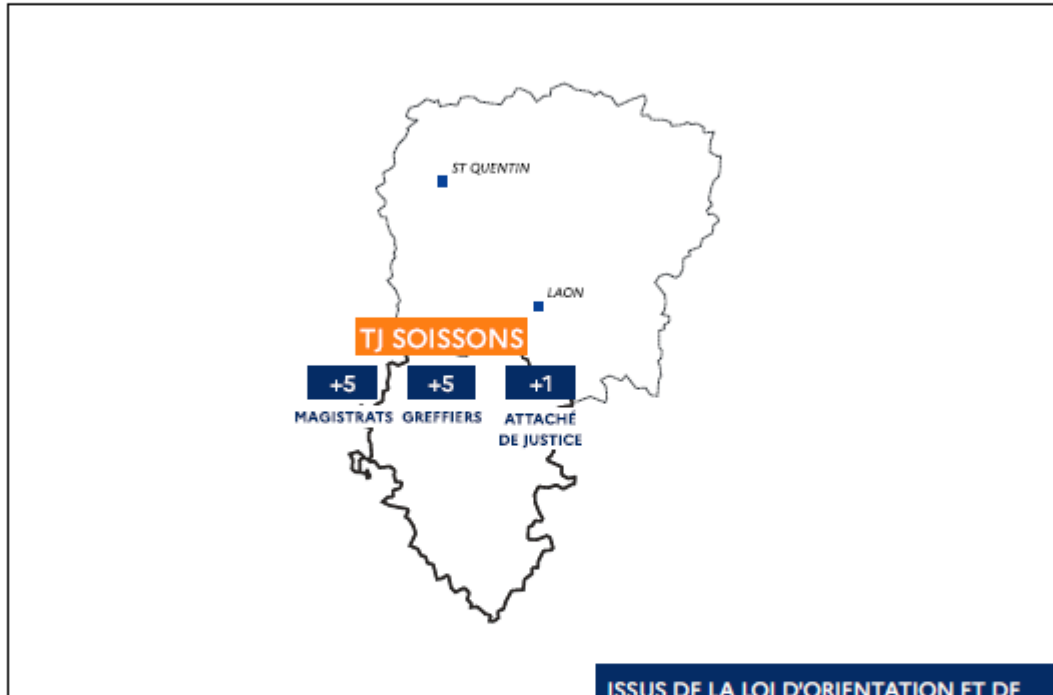 ST QUENTIN
LAON
TJ SOISSONS
+5
MAGISTRATS
+5
GREFFIERS
+1
ATTACHÉ
DE JUSTICE
ISSUS DE LA LOI D'ORIENTATION ET DE